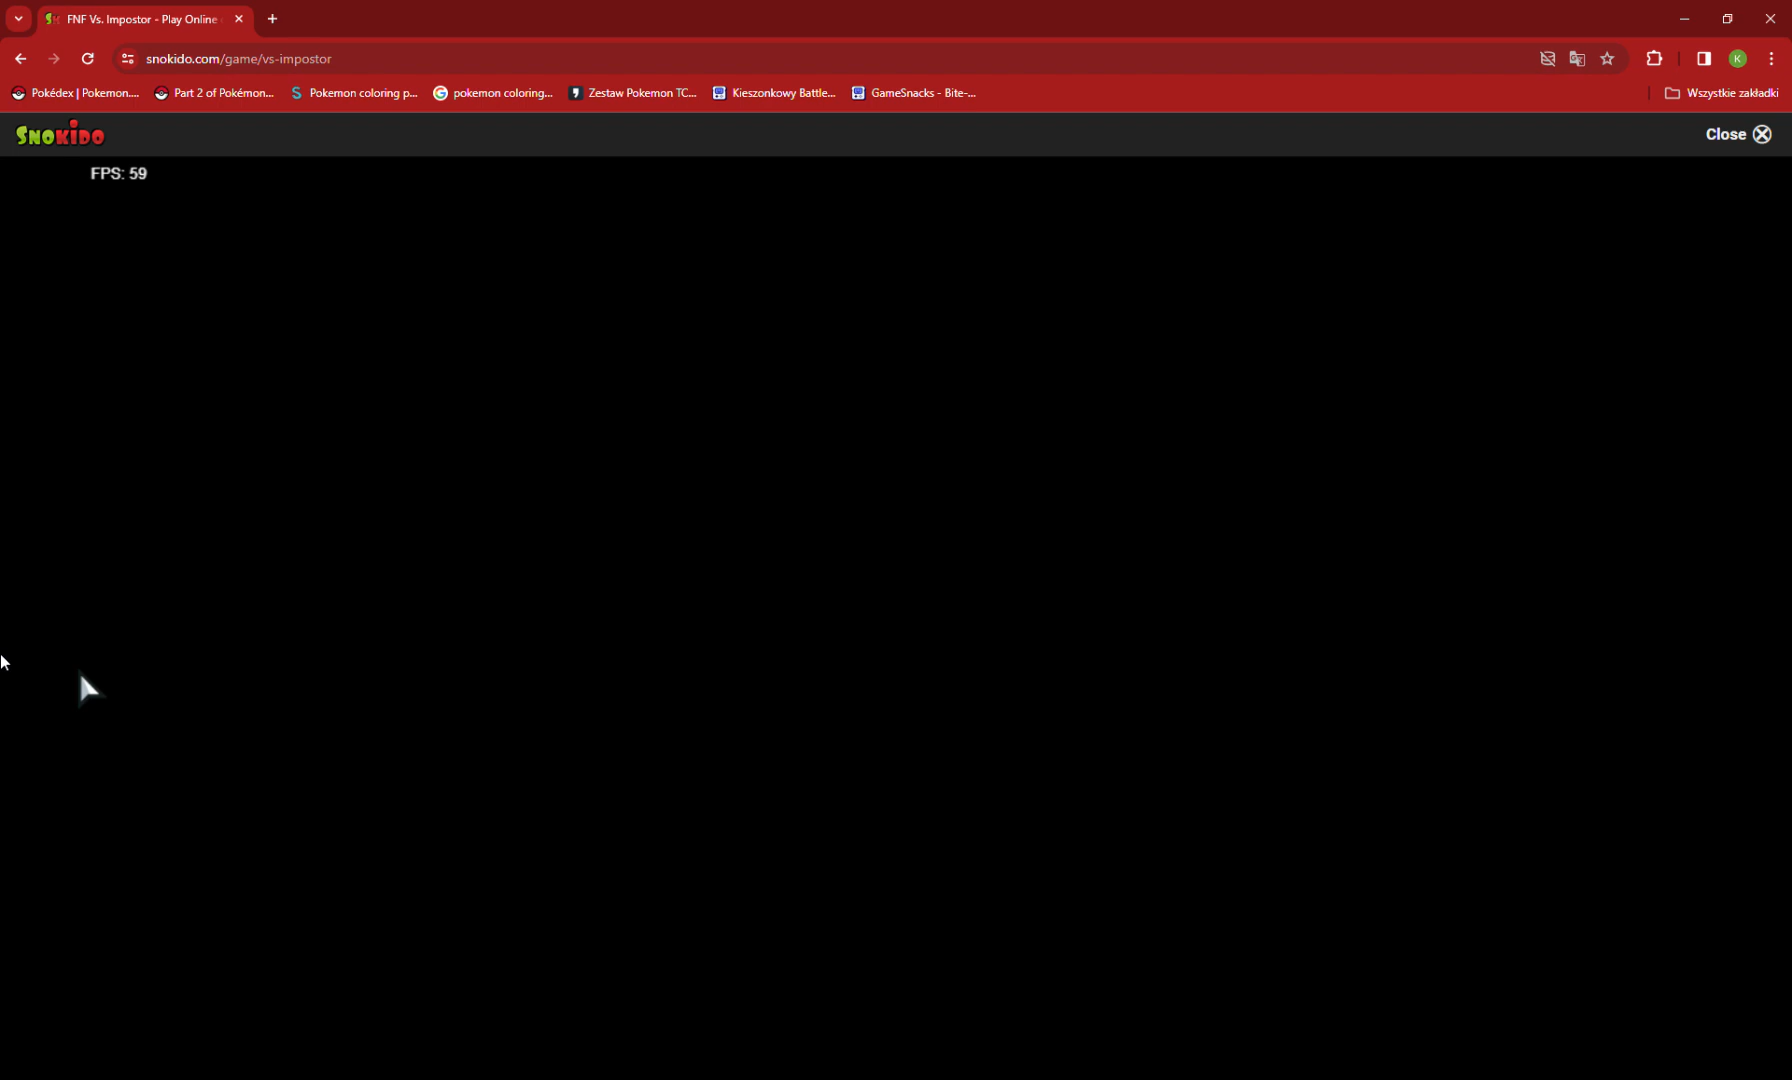 FNF Vs. Impostor - Play Online
snokido.com/game/vs-impostor
K
Pokédex | Pokemon....
Part 2 of Pokémon...
Pokemon coloring p...
pokemon coloring...
Zestaw Pokemon TC...
Kieszonkowy Battle...
GameSnacks - Bite-...
Wszystkie zakładki
SNOKIDO
Close
FPS: 59